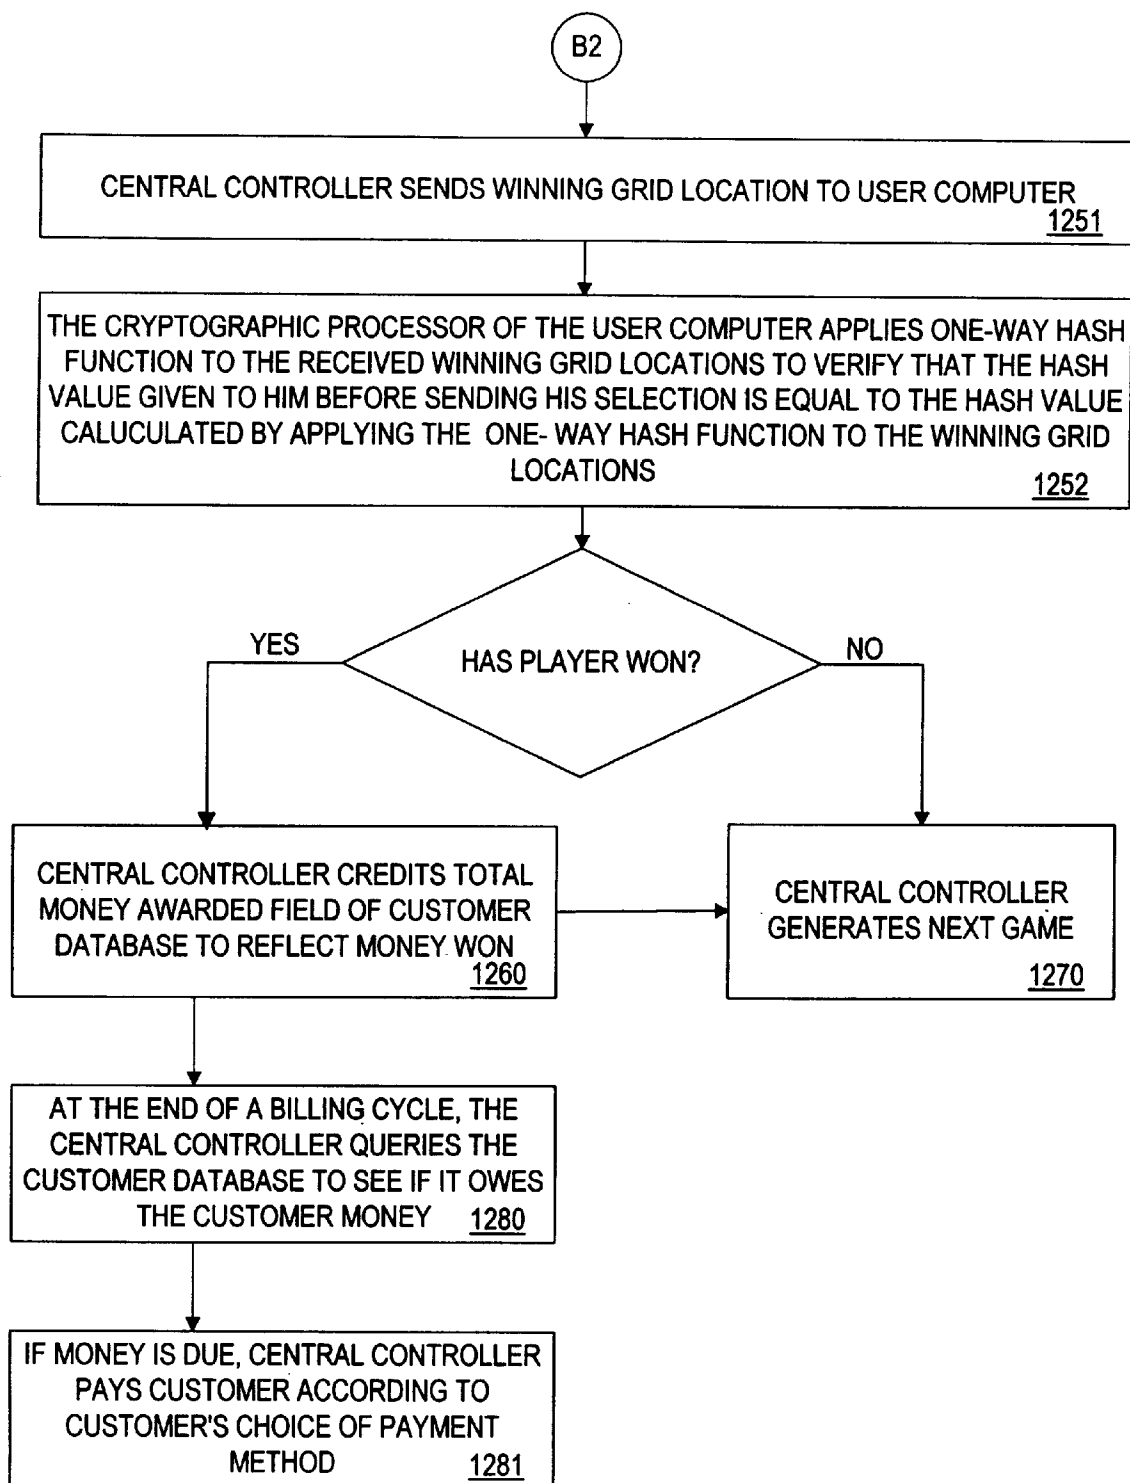 B2
CENTRAL CONTROLLER SENDS WINNING GRID LOCATION TO USER COMPUTER
1251
THE CRYPTOGRAPHIC PROCESSOR OF THE USER COMPUTER APPLIES ONE-WAY HASH
FUNCTION TO THE RECEIVED WINNING GRID LOCATIONS TO VERIFY THAT THE HASH
VALUE GIVEN TO HIM BEFORE SENDING HIS SELECTION IS EQUAL TO THE HASH VALUE
CALUCULATED BY APPLYING THE ONE- WAY HASH FUNCTION TO THE WINNING GRID
LOCATIONS
1252
HAS PLAYER WON?
YES
NO
CENTRAL CONTROLLER CREDITS TOTAL
MONEY AWARDED FIELD OF CUSTOMER
DATABASE TO REFLECT MONEY WON
1260
CENTRAL CONTROLLER
GENERATES NEXT GAME
1270
AT THE END OF A BILLING CYCLE, THE
CENTRAL CONTROLLER QUERIES THE
CUSTOMER DATABASE TO SEE IF IT OWES
THE CUSTOMER MONEY 1280
IF MONEY IS DUE, CENTRAL CONTROLLER
PAYS CUSTOMER ACCORDING TO
CUSTOMER'S CHOICE OF PAYMENT
METHOD 1281